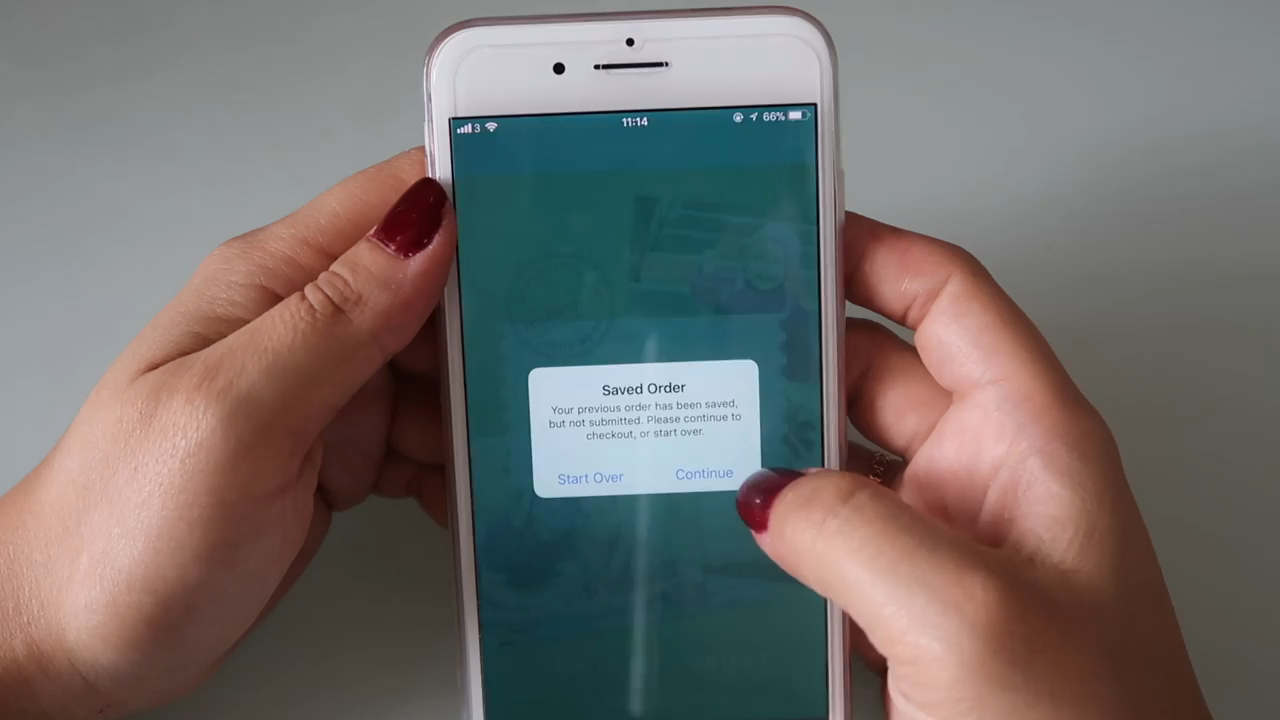 3 11:14 66%
Saved Order
Your previous order has been saved,
but not submitted. Please continue to
checkout, or start over.
Start Over Continue